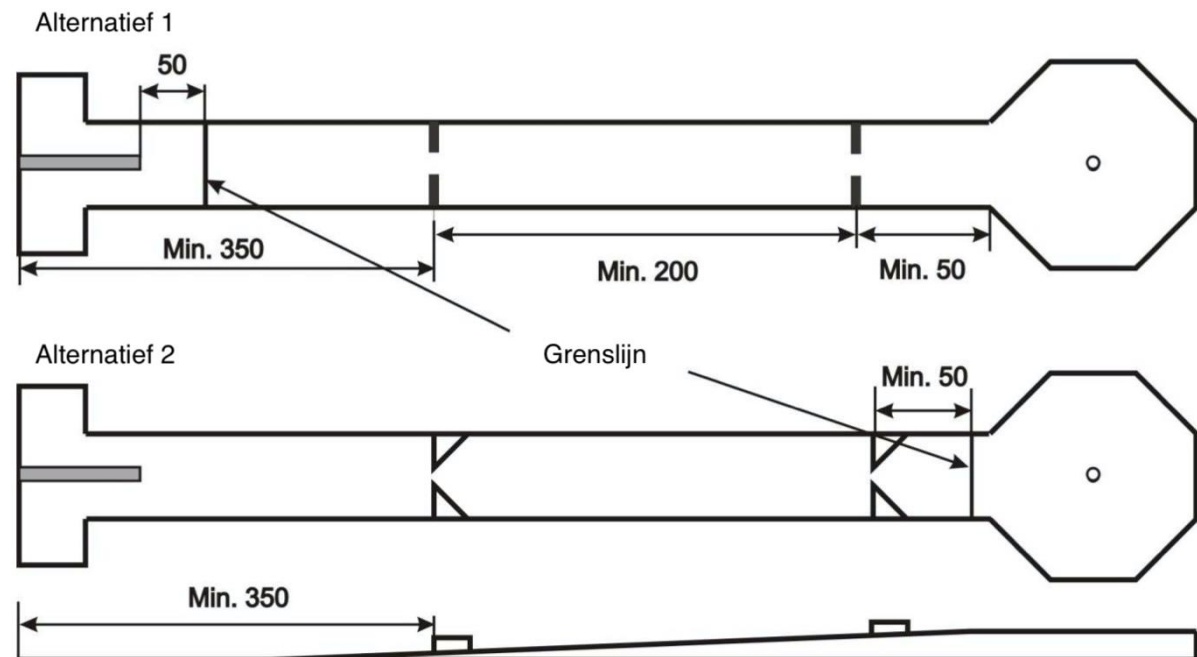 Alternatief 1
50
Min. 350
Min. 200
Min. 50
Alternatief 2
Grenslijn
Min. 50
Min. 350